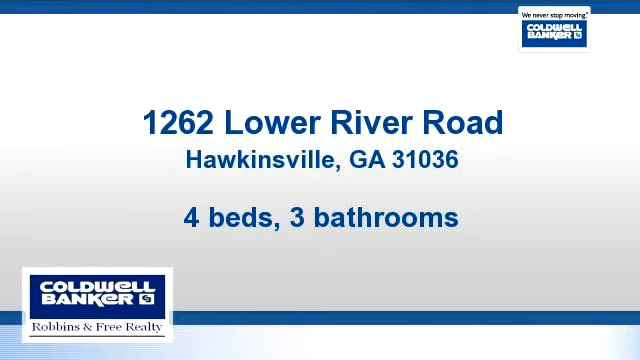 We never stop moving.®
COLDWELL
BANKER
1262 Lower River Road
Hawkinsville, GA 31036
4 beds, 3 bathrooms
COLDWELL
BANKER
Robbins & Free Realty